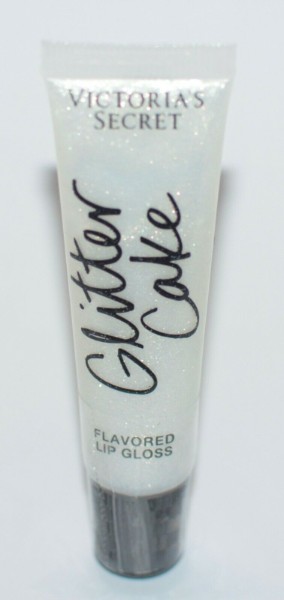 VICTORIA'S
SECRET
Glitter
Cake
FLAVORED
LIP GLOSS